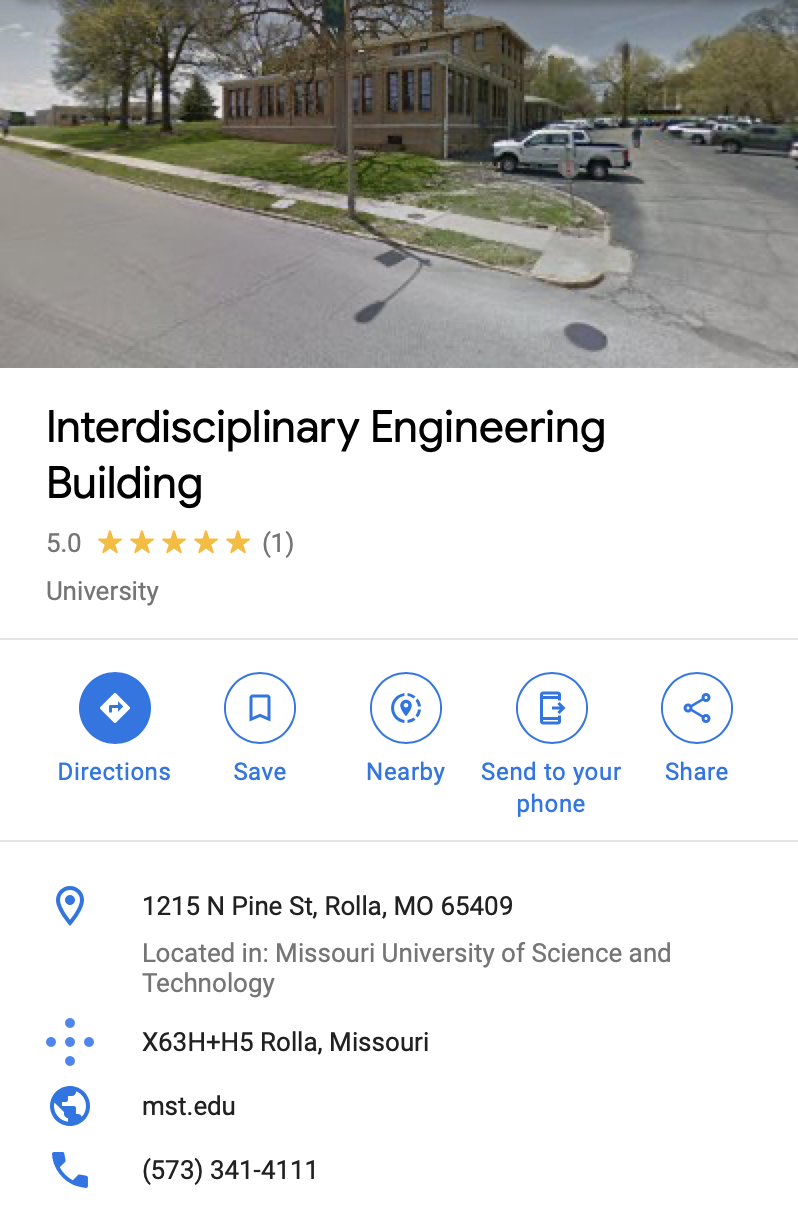 Interdisciplinary Engineering
Building
5.0 (1)
University
Directions
Save
Nearby
Send to your
phone
Share
1215 N Pine St, Rolla, MO 65409
Located in: Missouri University of Science and
Technology
X63H+H5 Rolla, Missouri
mst.edu
(573) 341-4111